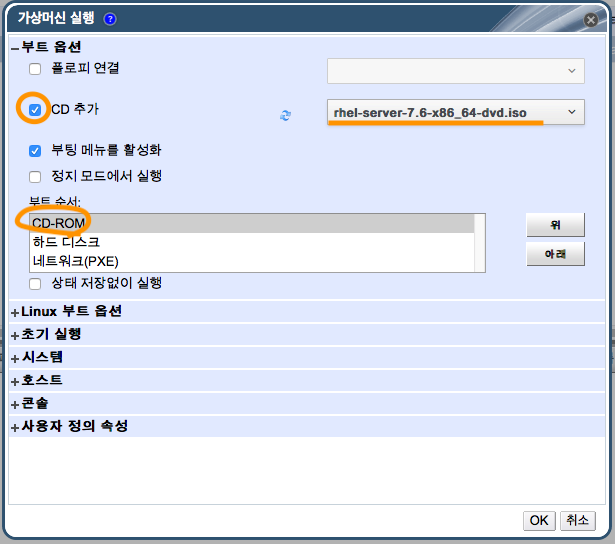 가상머신 실행 ?
부트 옵션
플로피 연결
CD 추가 rhel-server-7.6-x86_64-dvd.iso
부팅 메뉴를 활성화
정지 모드에서 실행
부트 순서:
CD-ROM
하드 디스크
네트워크(PXE)
위
아래
상태 저장없이 실행
Linux 부트 옵션
초기 실행
시스템
호스트
콘솔
사용자 정의 속성
OK 취소